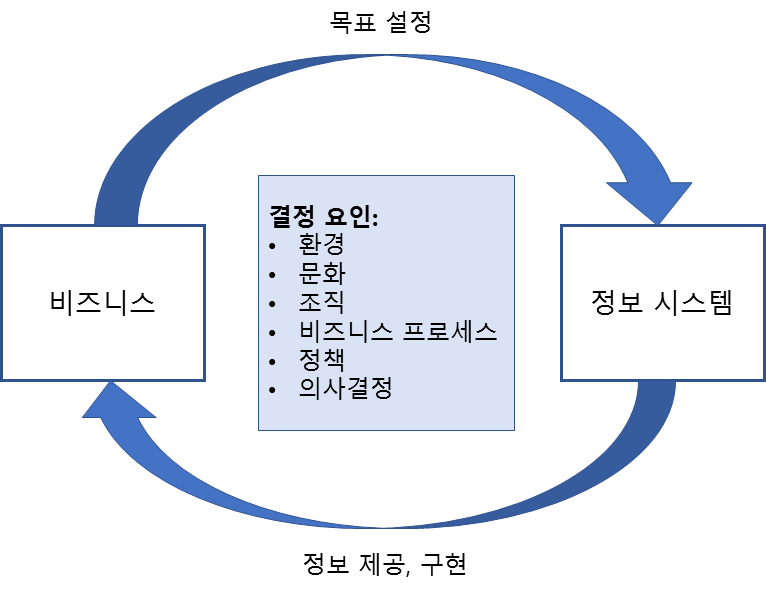 목표 설정
결정 요인:
• 환경
• 문화
• 조직
• 비즈니스 프로세스
• 정책
• 의사결정
비즈니스
정보 시스템
정보 제공, 구현